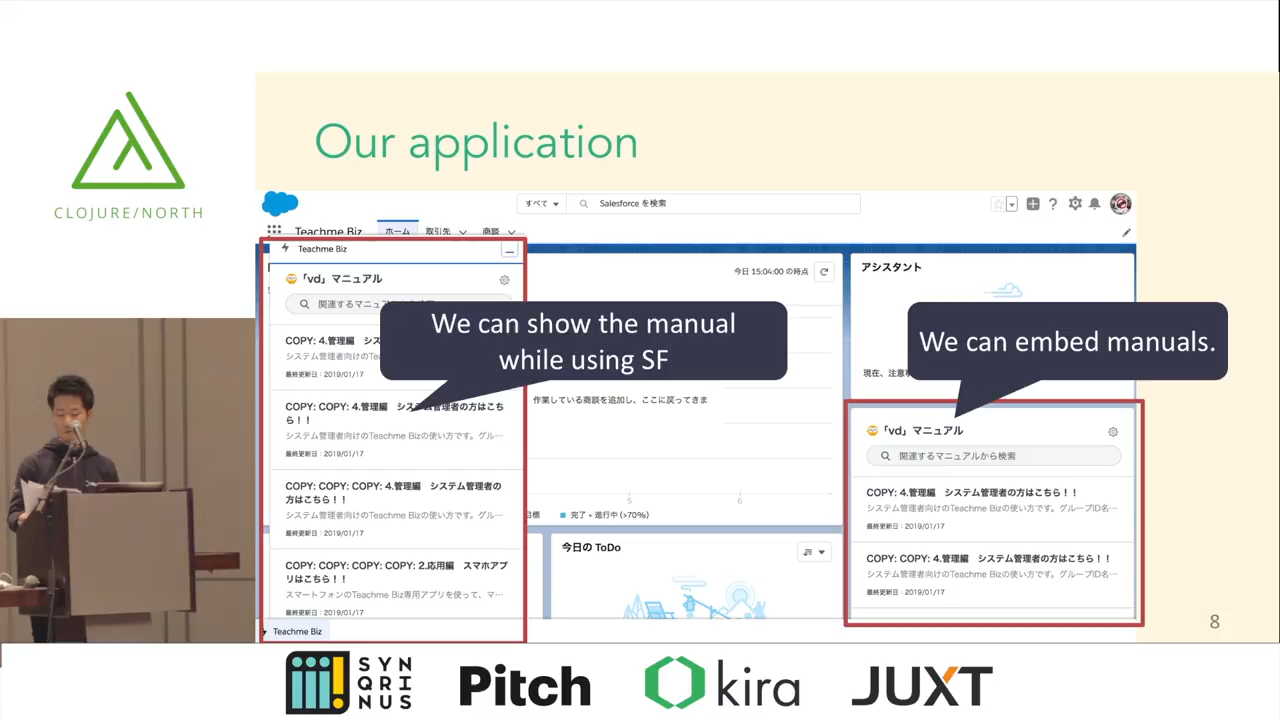 CLOJURE/NORTH
Our application
すべて
Salesforce を検索
Teachme Biz
ホーム
取引先
商談
Teachme Biz
「vd」マニュアル
COPY: 4.管理編
システム管理者向けのTea
最終更新日：2019/01/17
COPY: COPY: 4.管理編 システム管理者の方はこち
ら！！
システム管理者向けのTeachme Bizの使い方です。グル…
最終更新日：2019/01/17
COPY: COPY: COPY: 4.管理編 システム管理者の
方はこちら！！
システム管理者向けのTeachme Bizの使い方です。グル…
最終更新日：2019/01/17
COPY: COPY: COPY: COPY: 2.応用編 スマホアプ
リはこちら！！
スマートフォンのTeachme Biz専用アプリを使って、マ…
最終更新日：2019/01/17
Teachme Biz
We can show the manual
while using SF
今日 15:04:00 の時点
作業している商談を追加し、ここに戻ってきま
5
6
目標
完了 + 進行中 (>70%)
今日の ToDo
アシスタント
We can embed manuals.
現在、注意
「vd」マニュアル
関連するマニュアルから検索
COPY: 4.管理編 システム管理者の方はこちら！！
システム管理者向けのTeachme Bizの使い方です。グループID名…
最終更新日：2019/01/17
COPY: COPY: 4.管理編 システム管理者の方はこちら！！
システム管理者向けのTeachme Bizの使い方です。グループID名…
最終更新日：2019/01/17
8
SYN
QRI
NUS
Pitch
kira
JUXT